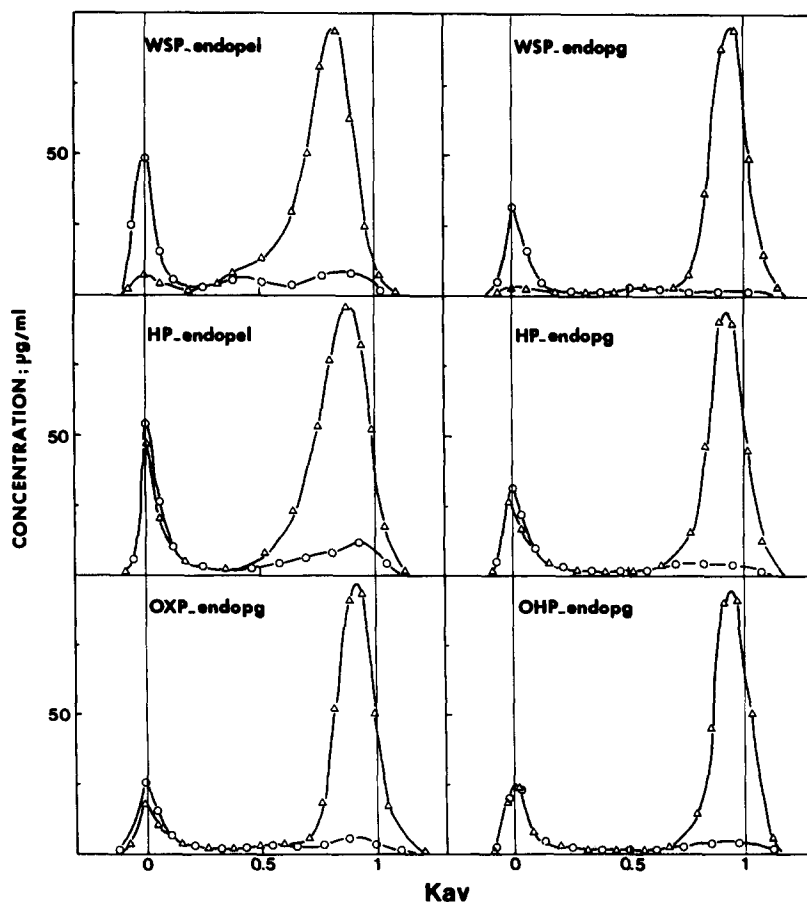 WSP_endopel
WSP_endopg
50
HP_endopel
HP_endopg
50
OXP_endopg
OHP_endopg
50
CONCENTRATION; µg/ml
0
0.5
1
0
0.5
1
Kav